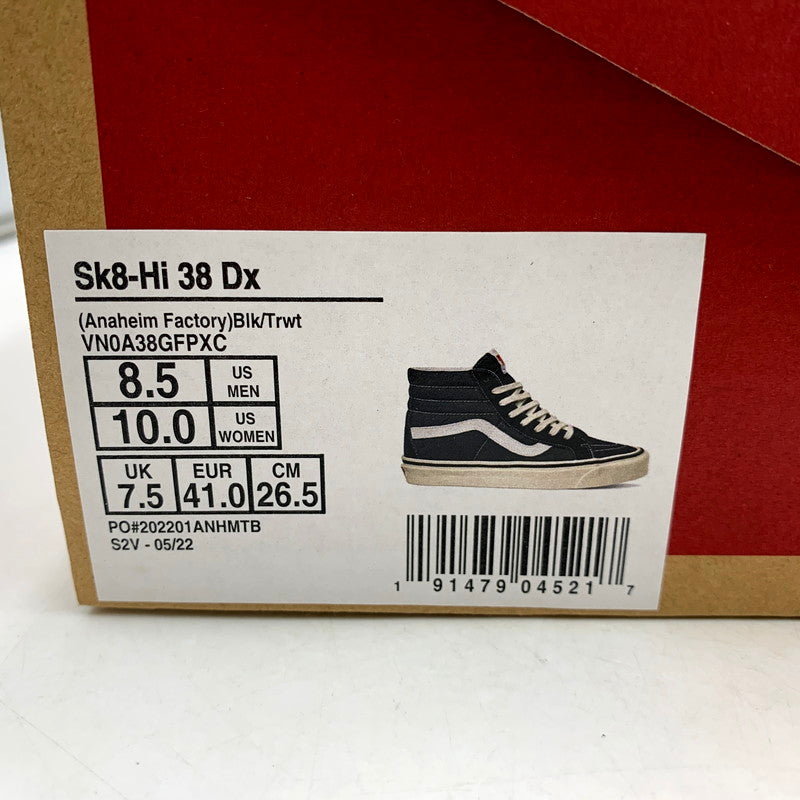 Sk8-Hi 38 Dx
(Anaheim Factory)Blk/Trwt
VN0A38GFPXC
8.5 US MEN
10.0 US WOMEN
UK EUR CM
7.5 41.0 26.5
PO#202201ANHMTB
S2V - 05/22
1 91479 04521 7